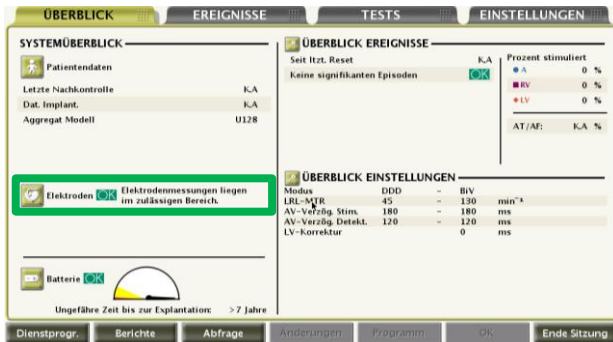 ÜBERBLICK EREIGNISSE TESTS EINSTELLUNGEN
SYSTEMÜBERBLICK
Patientendaten
Letzte Nachkontrolle K.A
Dat. Implant. K.A
Aggregat Modell U128
Elektroden OK Elektrodenmessungen liegen
im zulässigen Bereich.
Batterie OK
Ungefähre Zeit bis zur Explantation: >7 Jahre
ÜBERBLICK EREIGNISSE
Seit ltzt. Reset K.A
Keine signifikanten Episoden OK
Prozent stimuliert
A 0 %
RV 0 %
LV 0 %
AT/AF: K.A %
ÜBERBLICK EINSTELLUNGEN
Modus DDD - BiV
LRL-MTR 45 - 130 min⁻¹
AV-Verzög. Stim. 180 - 180 ms
AV-Verzög. Detekt. 120 - 120 ms
LV-Korrektur 0 ms
Dienstprogr. Berichte Abfrage Änderungen Programm OK Ende Sitzung